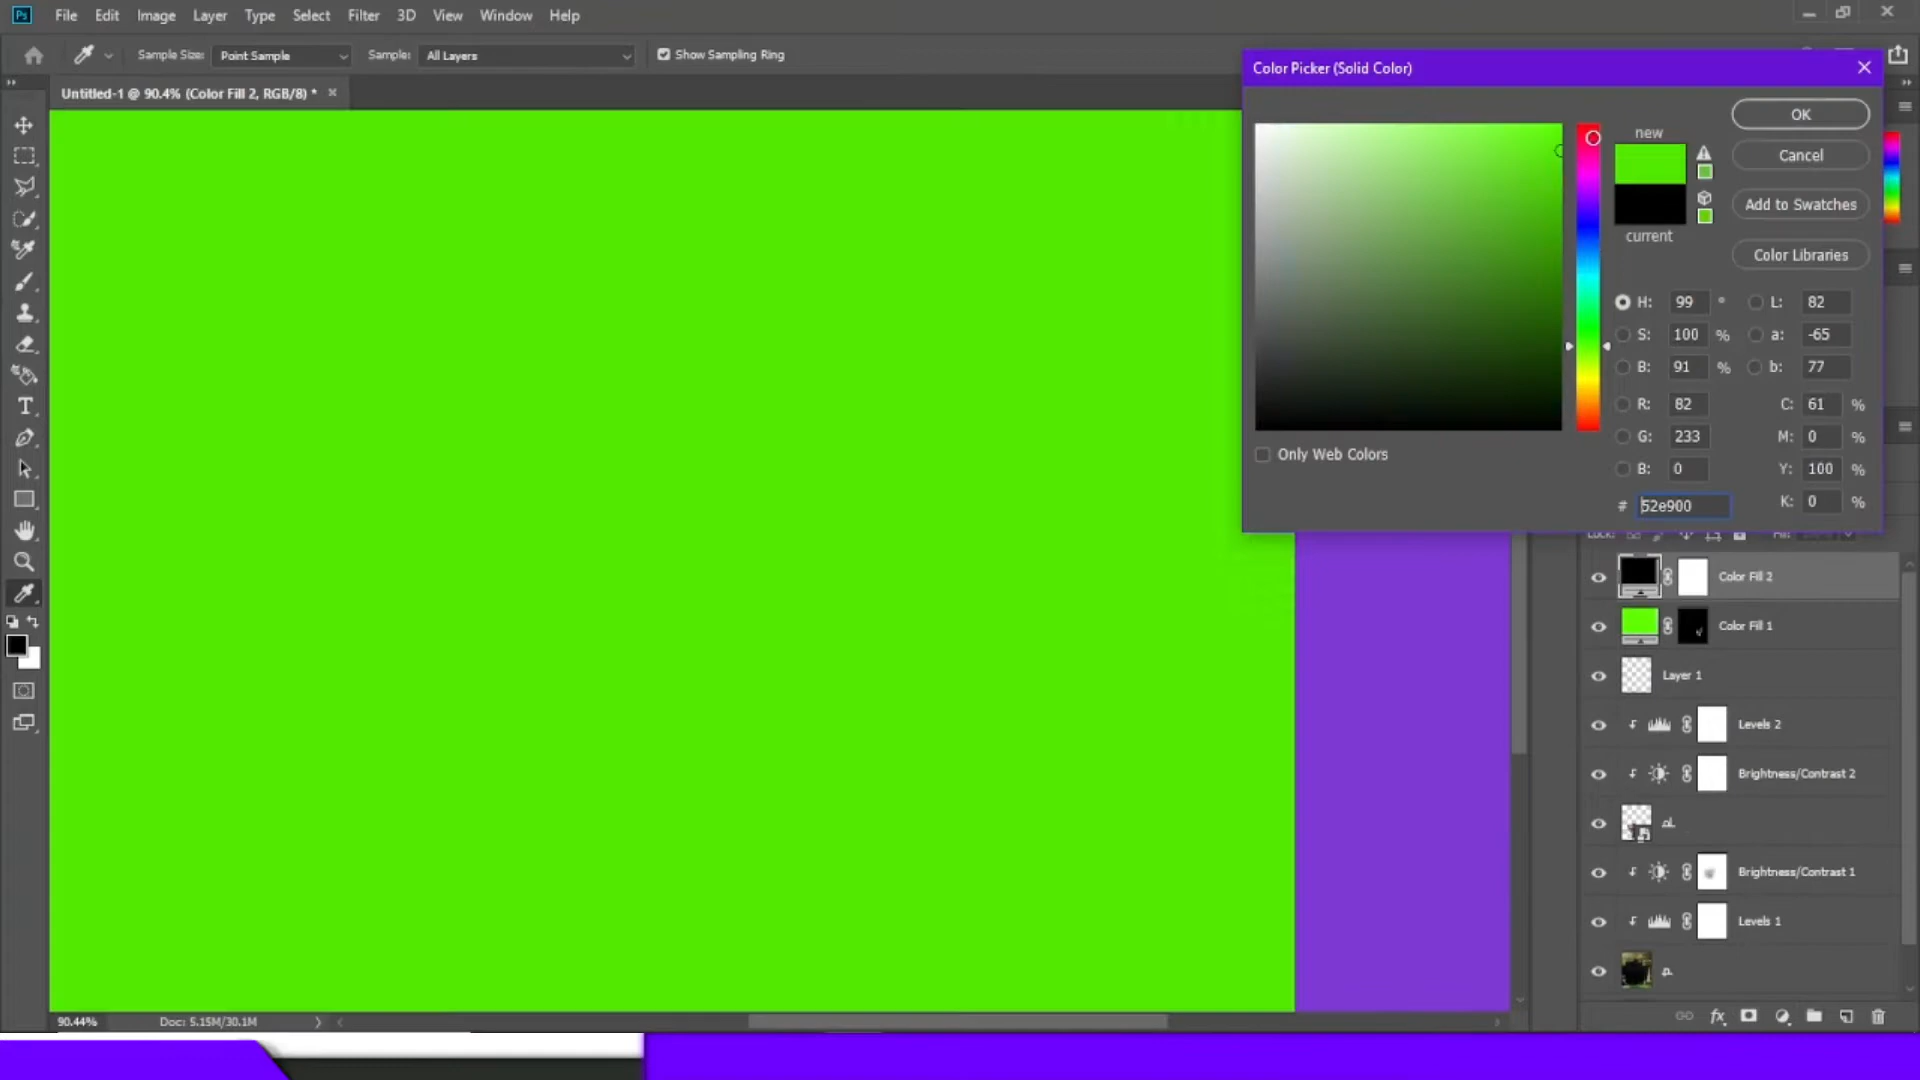 Ps File Edit Image Layer Type Select Filter 3D View Window Help
Sample Size: Point Sample Sample: All Layers Show Sampling Ring
Untitled-1 @ 90.4% (Color Fill 2, RGB/8) *
Color Picker (Solid Color)
new
current
OK
Cancel
Add to Swatches
Color Libraries
H: 99 ° L: 82
S: 100 % a: -65
B: 91 % b: 77
R: 82 C: 61 %
G: 233 M: 0 %
B: 0 Y: 100 %
# 52e900 K: 0 %
Only Web Colors
Color Fill 2
Color Fill 1
Layer 1
Levels 2
Brightness/Contrast 2
Brightness/Contrast 1
Levels 1
fx
90.44% Doc: 5.15M/30.1M